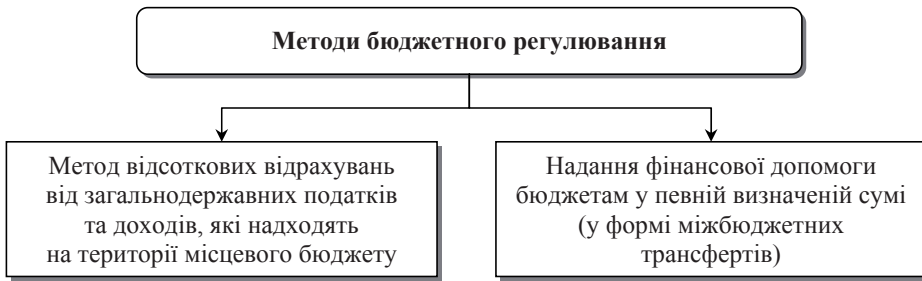 Методи бюджетного регулювання
Метод відсоткових відрахувань
від загальнодержавних податків
та доходів, які надходять
на території місцевого бюджету
Надання фінансової допомоги
бюджетам у певній визначеній сумі
(у формі міжбюджетних
трансфертів)